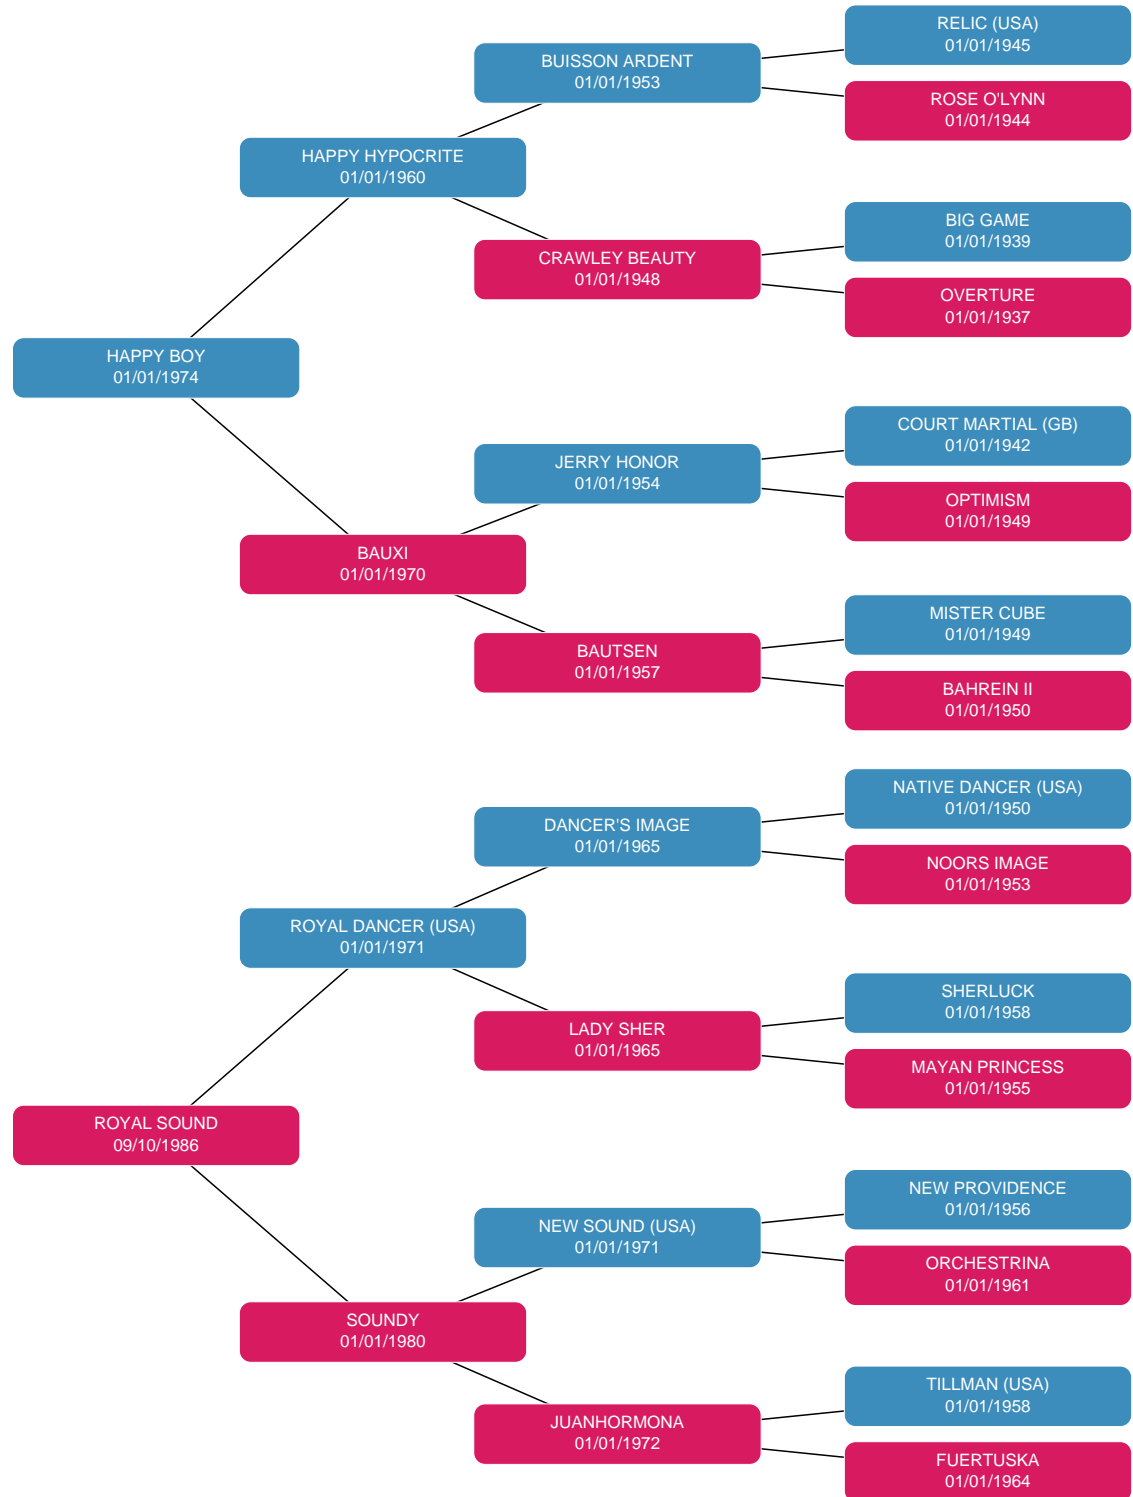 RELIC (USA)
01/01/1945
BUISSON ARDENT
01/01/1953
ROSE O'LYNN
01/01/1944
HAPPY HYPOCRITE
01/01/1960
BIG GAME
01/01/1939
CRAWLEY BEAUTY
01/01/1948
OVERTURE
01/01/1937
HAPPY BOY
01/01/1974
COURT MARTIAL (GB)
01/01/1942
JERRY HONOR
01/01/1954
OPTIMISM
01/01/1949
BAUXI
01/01/1970
MISTER CUBE
01/01/1949
BAUTSEN
01/01/1957
BAHREIN II
01/01/1950
NATIVE DANCER (USA)
01/01/1950
DANCER'S IMAGE
01/01/1965
NOORS IMAGE
01/01/1953
ROYAL DANCER (USA)
01/01/1971
SHERLUCK
01/01/1958
LADY SHER
01/01/1965
MAYAN PRINCESS
01/01/1955
ROYAL SOUND
09/10/1986
NEW PROVIDENCE
01/01/1956
NEW SOUND (USA)
01/01/1971
ORCHESTRINA
01/01/1961
SOUNDY
01/01/1980
TILLMAN (USA)
01/01/1958
JUANHORMONA
01/01/1972
FUERTUSKA
01/01/1964